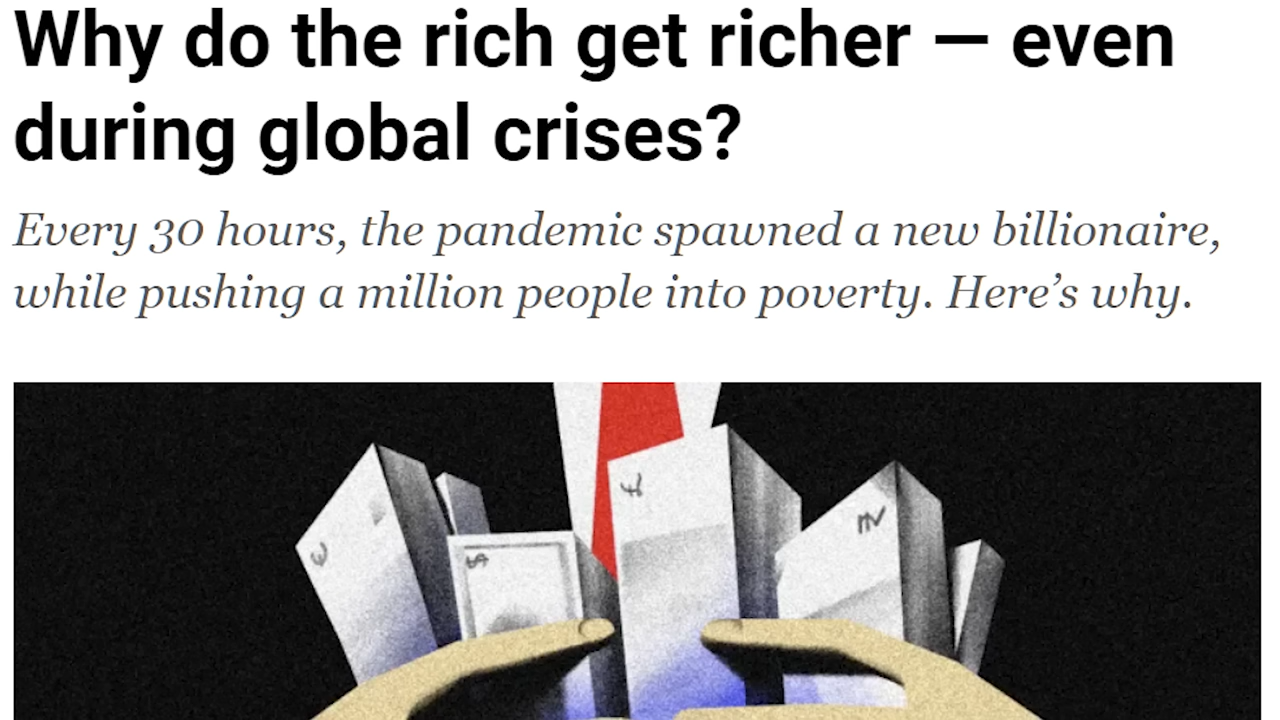 Why do the rich get richer — even
during global crises?
Every 30 hours, the pandemic spawned a new billionaire,
while pushing a million people into poverty. Here’s why.
€
$
£